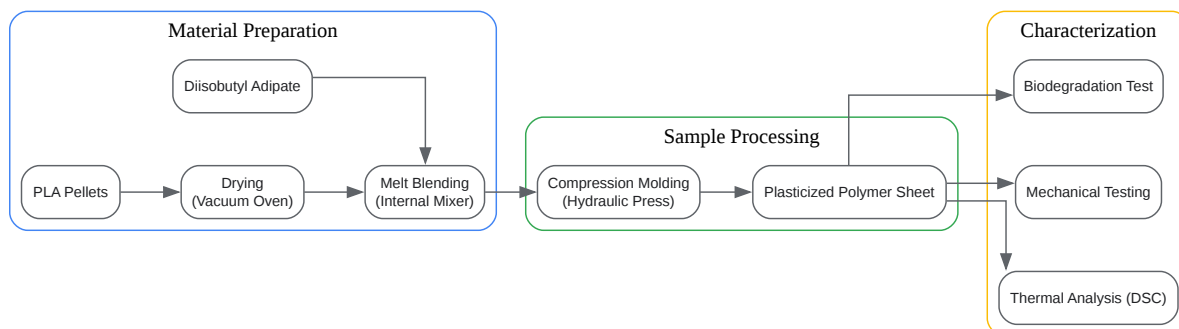 Material Preparation
Diisobutyl Adipate
PLA Pellets
Drying
(Vacuum Oven)
Melt Blending
(Internal Mixer)
Sample Processing
Compression Molding
(Hydraulic Press)
Plasticized Polymer Sheet
Characterization
Biodegradation Test
Mechanical Testing
Thermal Analysis (DSC)